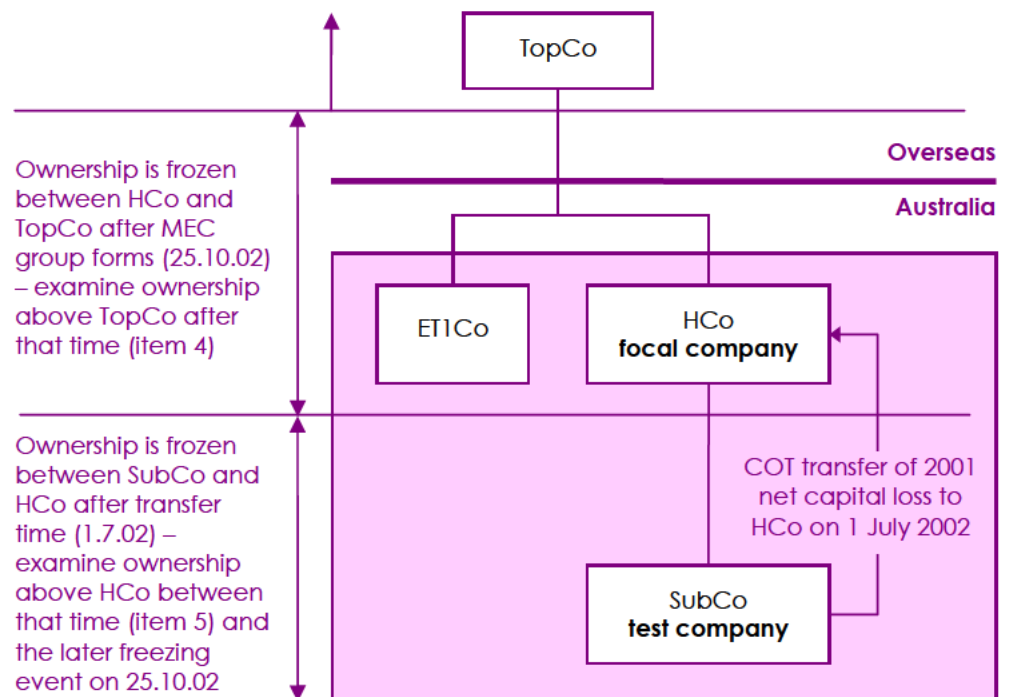 TopCo
Overseas
Australia
Ownership is frozen
between HCo and
TopCo after MEC
group forms (25.10.02)
– examine ownership
above TopCo after
that time (item 4)
ET1Co
HCo
focal company
Ownership is frozen
between SubCo and
HCo after transfer
time (1.7.02) –
examine ownership
above HCo between
that time (item 5) and
the later freezing
event on 25.10.02
COT transfer of 2001
net capital loss to
HCo on 1 July 2002
SubCo
test company